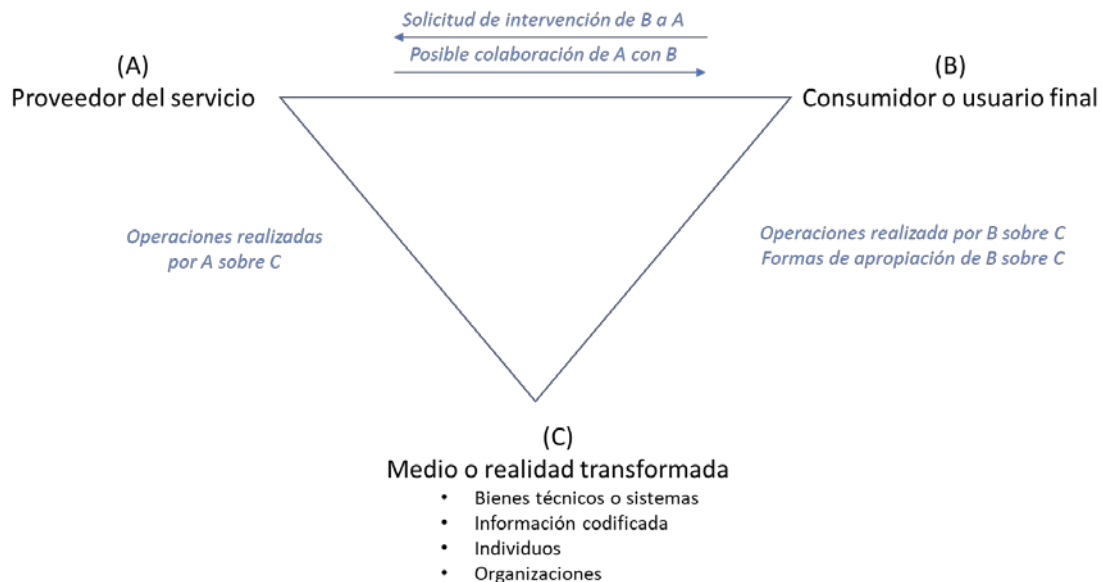 Solicitud de intervención de B a A
Posible colaboración de A con B
(A)
Proveedor del servicio
(B)
Consumidor o usuario final
Operaciones realizadas
por A sobre C
Operaciones realizada por B sobre C
Formas de apropiación de B sobre C
(C)
Medio o realidad transformada
• Bienes técnicos o sistemas
• Información codificada
• Individuos
• Organizaciones